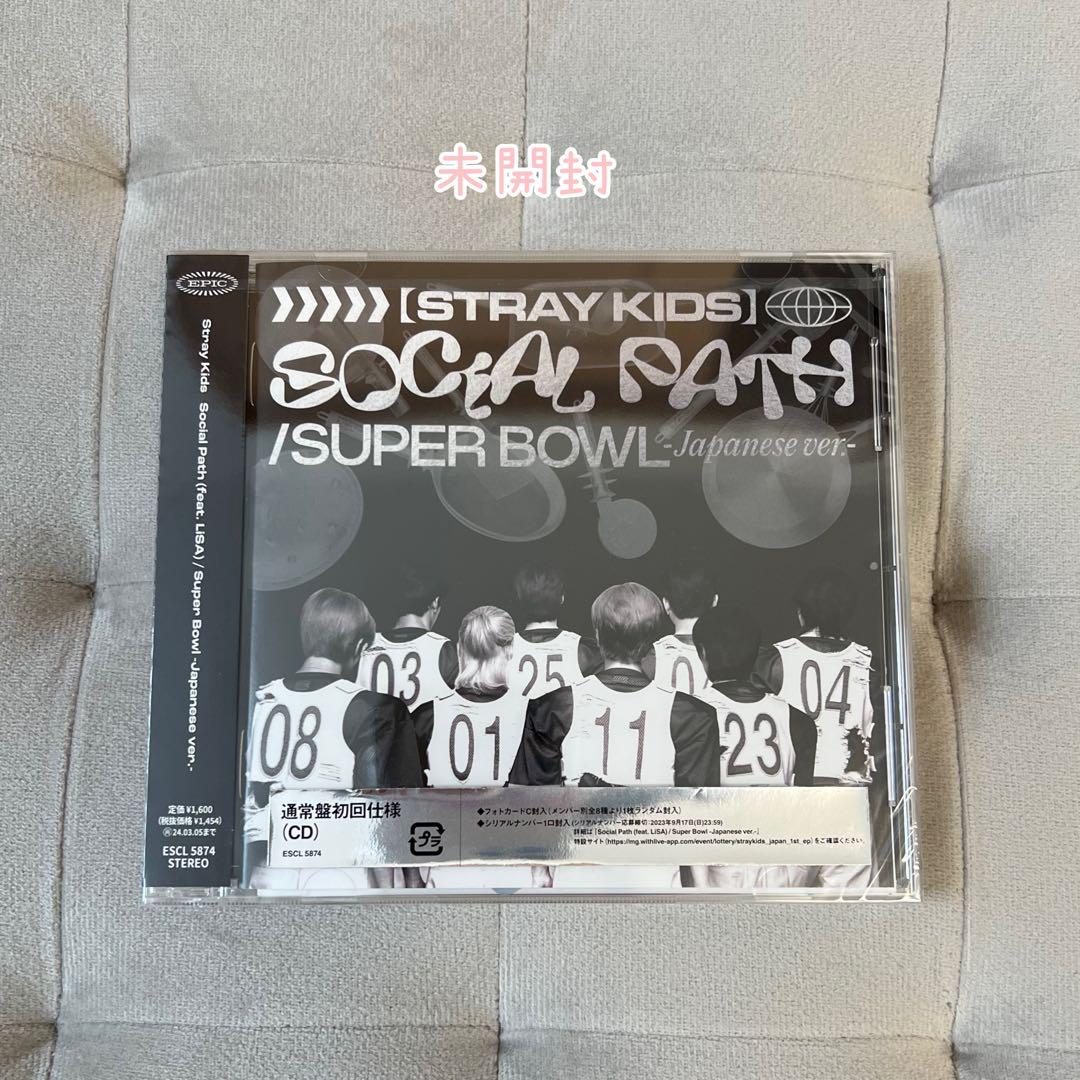 未開封
EPIC
Stray Kids Social Path (feat. LiSA) / Super Bowl -Japanese ver.-
定価 ¥1,600
(税抜価格 ¥1,454)
24.03.05まで
ESCL 5874
STEREO
【STRAY KIDS】
SOCiAL PATH
/SUPER BOWL -Japanese ver.-
03
25
0
04
08
01
11
23
通常盤初回仕様
(CD)
ESCL 5874
プラ
◆フォトカードC封入(メンバー別全8種より1枚ランダム封入)
◆シリアルナンバー1口封入(シリアルナンバー応募締切:2023年9月17日(日)23:59)
詳細は「Social Path (feat. LiSA) / Super Bowl -Japanese ver.-」
特設サイト(https://mg.withlive-app.com/event/lottery/straykids_japan_1st_ep)をご確認ください。